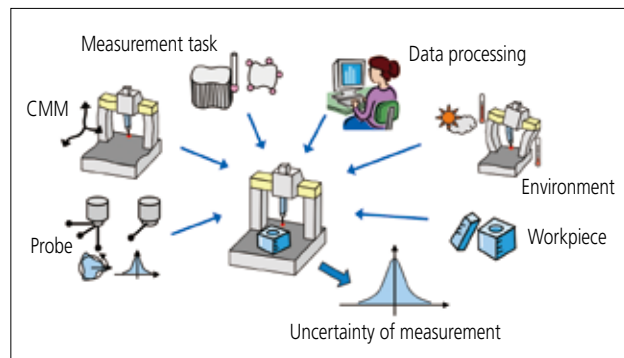 Measurement task
Data processing
CMM
Environment
Probe
Workpiece
Uncertainty of measurement